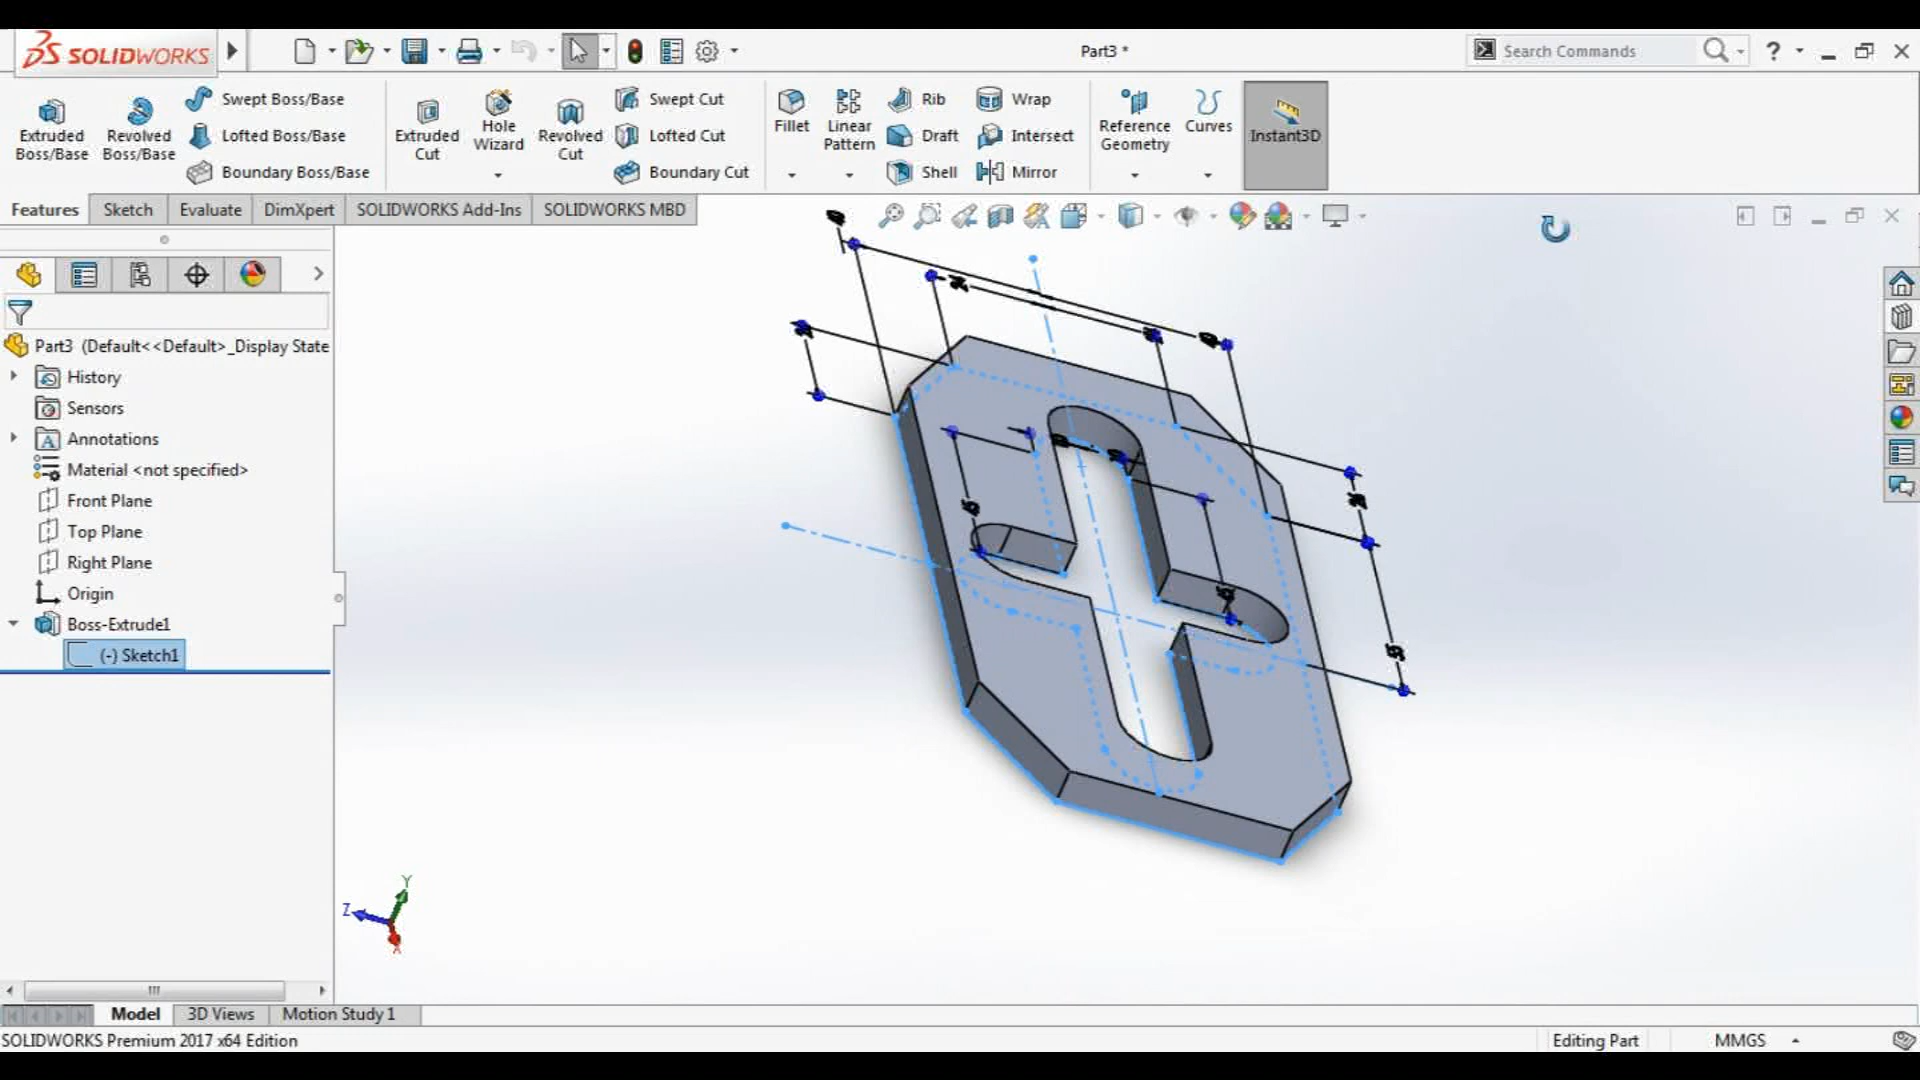 SOLIDWORKS
Part3 *
Search Commands
?
Extruded Boss/Base
Revolved Boss/Base
Swept Boss/Base
Lofted Boss/Base
Boundary Boss/Base
Extruded Cut
Hole Wizard
Revolved Cut
Swept Cut
Lofted Cut
Boundary Cut
Fillet
Linear Pattern
Rib
Draft
Shell
Wrap
Intersect
Mirror
Reference Geometry
Curves
Instant3D
Features
Sketch
Evaluate
DimXpert
SOLIDWORKS Add-Ins
SOLIDWORKS MBD
Part3 (Default<<Default>_Display State
History
Sensors
Annotations
Material <not specified>
Front Plane
Top Plane
Right Plane
Origin
Boss-Extrude1
(-) Sketch1
Y
Z
X
Model
3D Views
Motion Study 1
SOLIDWORKS Premium 2017 x64 Edition
Editing Part
MMGS